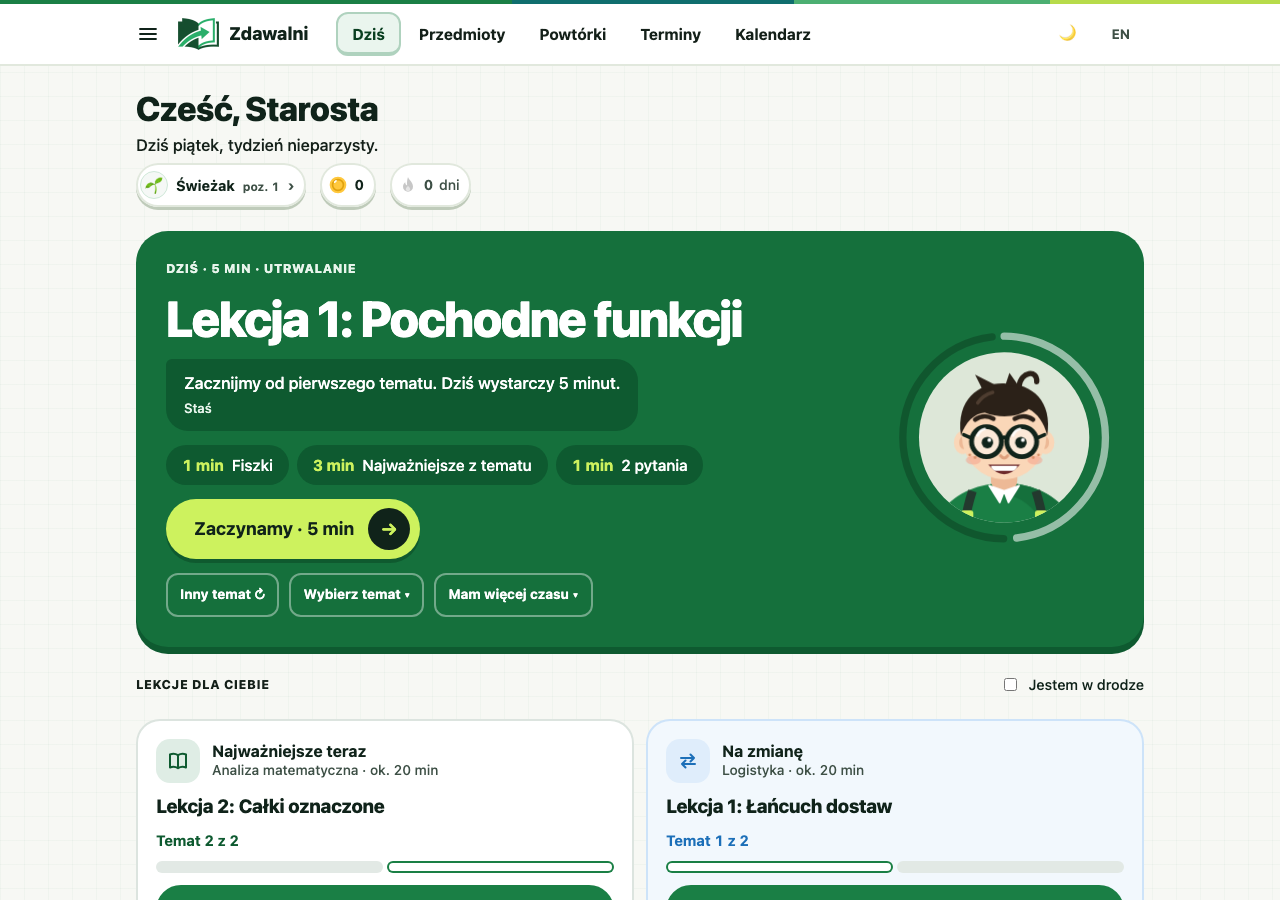 Zdawalni
Dziś
Przedmioty
Powtórki
Terminy
Kalendarz
EN
Cześć, Starosta
Dziś piątek, tydzień nieparzysty.
Świeżak poz. 1 ›
0
0 dni
DZIŚ · 5 MIN · UTRWALANIE
Lekcja 1: Pochodne funkcji
Zacznijmy od pierwszego tematu. Dziś wystarczy 5 minut.
Staś
1 min Fiszki
3 min Najważniejsze z tematu
1 min 2 pytania
Zaczynamy · 5 min →
Inny temat ↻
Wybierz temat ▾
Mam więcej czasu ▾
LEKCJE DLA CIEBIE
Jestem w drodze
Najważniejsze teraz
Analiza matematyczna · ok. 20 min
Lekcja 2: Całki oznaczone
Temat 2 z 2
Na zmianę
Logistyka · ok. 20 min
Lekcja 1: Łańcuch dostaw
Temat 1 z 2